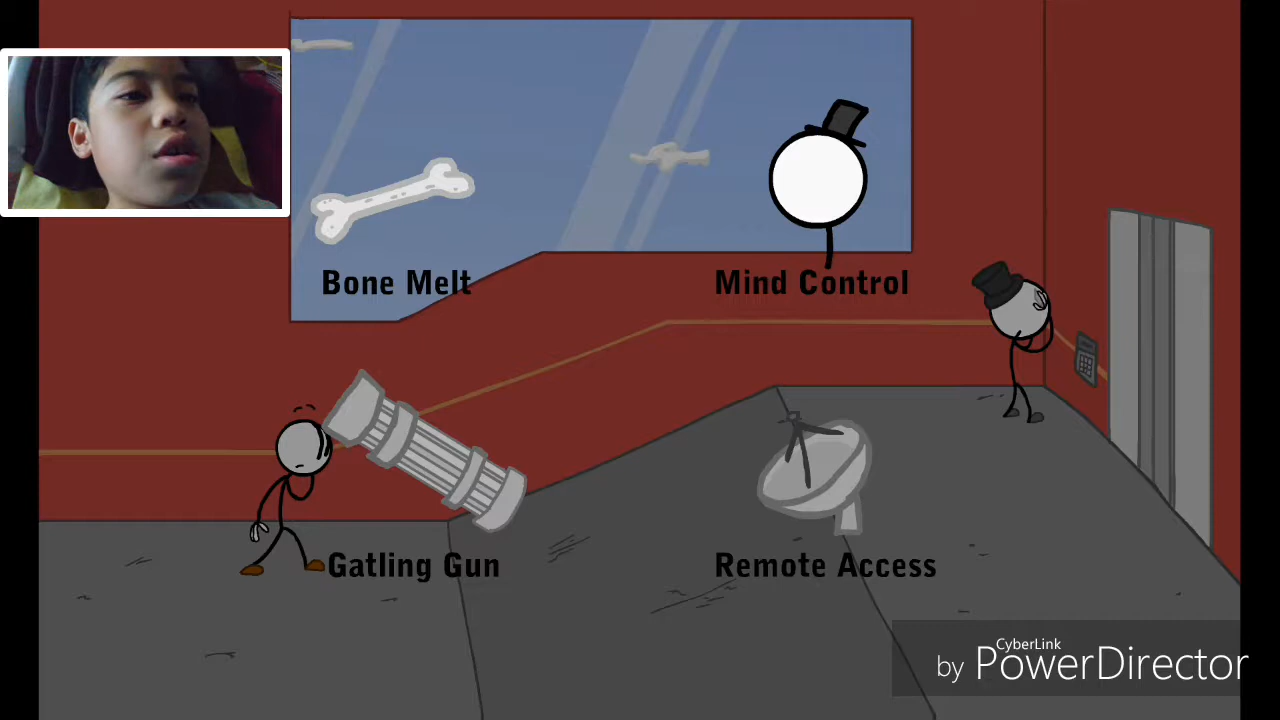 Bone Melt
Mind Control
Gatling Gun
Remote Access
CyberLink
by PowerDirector